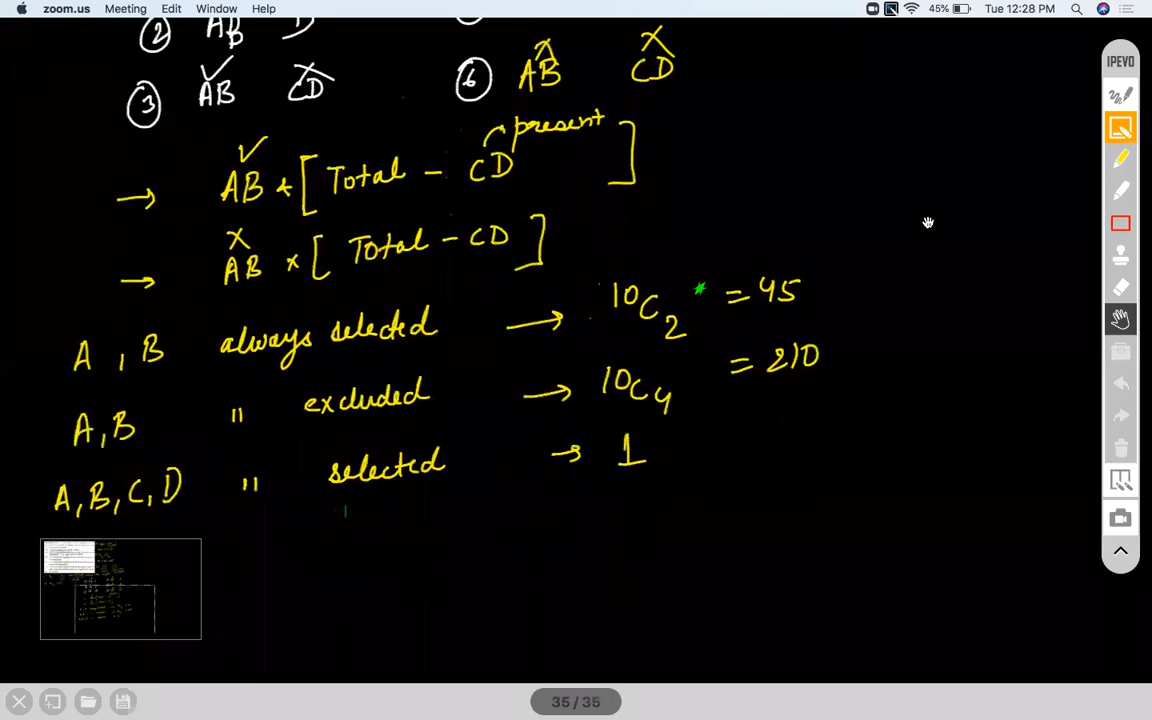 zoom.us Meeting Edit Window Help 45% Tue 12:28 PM
IPEVO
② AB D
③ AB CD ⑥ AB CD
→ AB * [ Total - CD present ]
→ AB × [ Total - CD ]
A, B always selected → 10C2 * = 45
A, B " excluded → 10C4 = 210
A, B, C, D " selected → 1
35/35